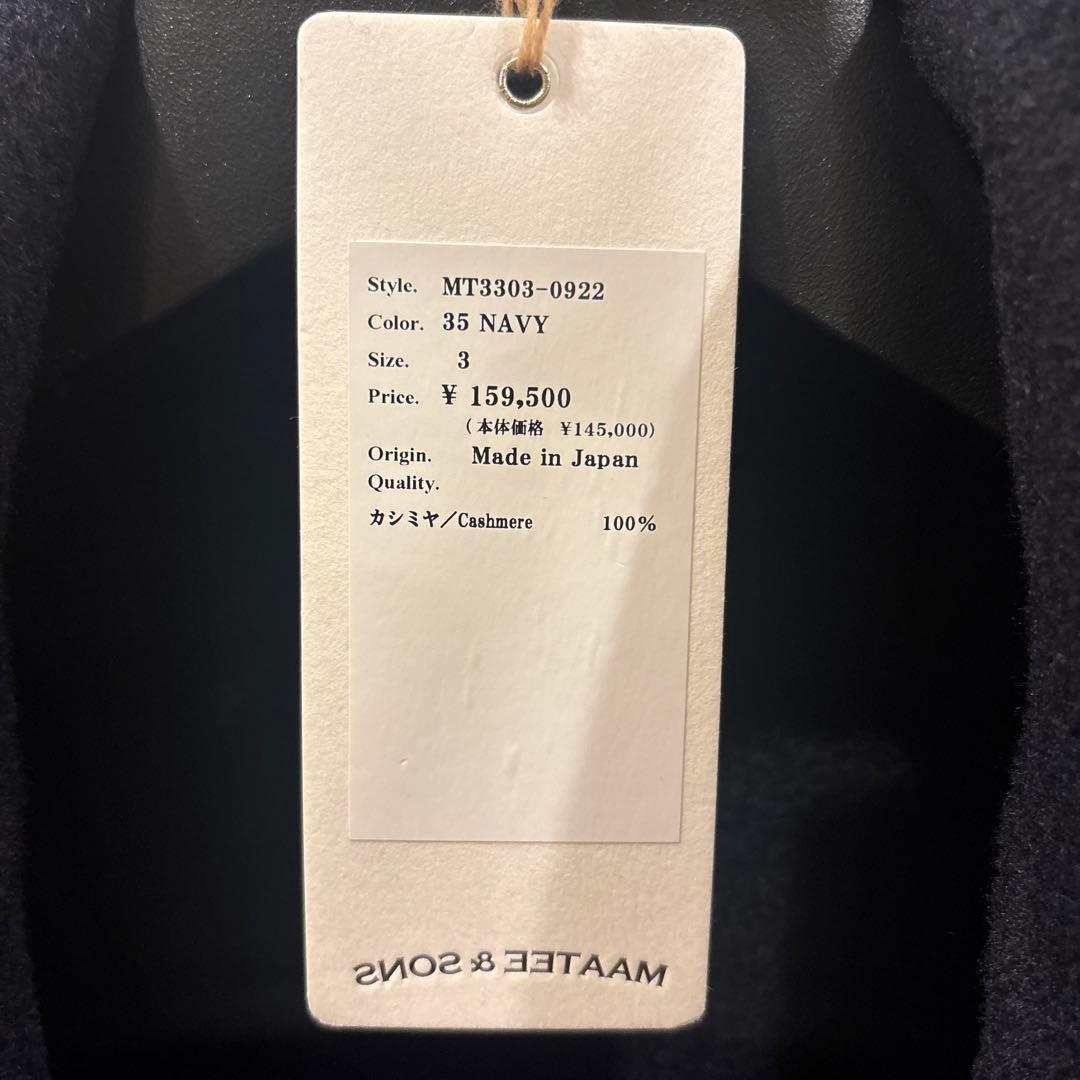 Style. MT3303-0922
Color. 35 NAVY
Size. 3
Price. ¥ 159,500
(本体価格 ¥145,000)
Origin. Made in Japan
Quality.
カシミヤ/Cashmere 100%
MAATEE & SONS